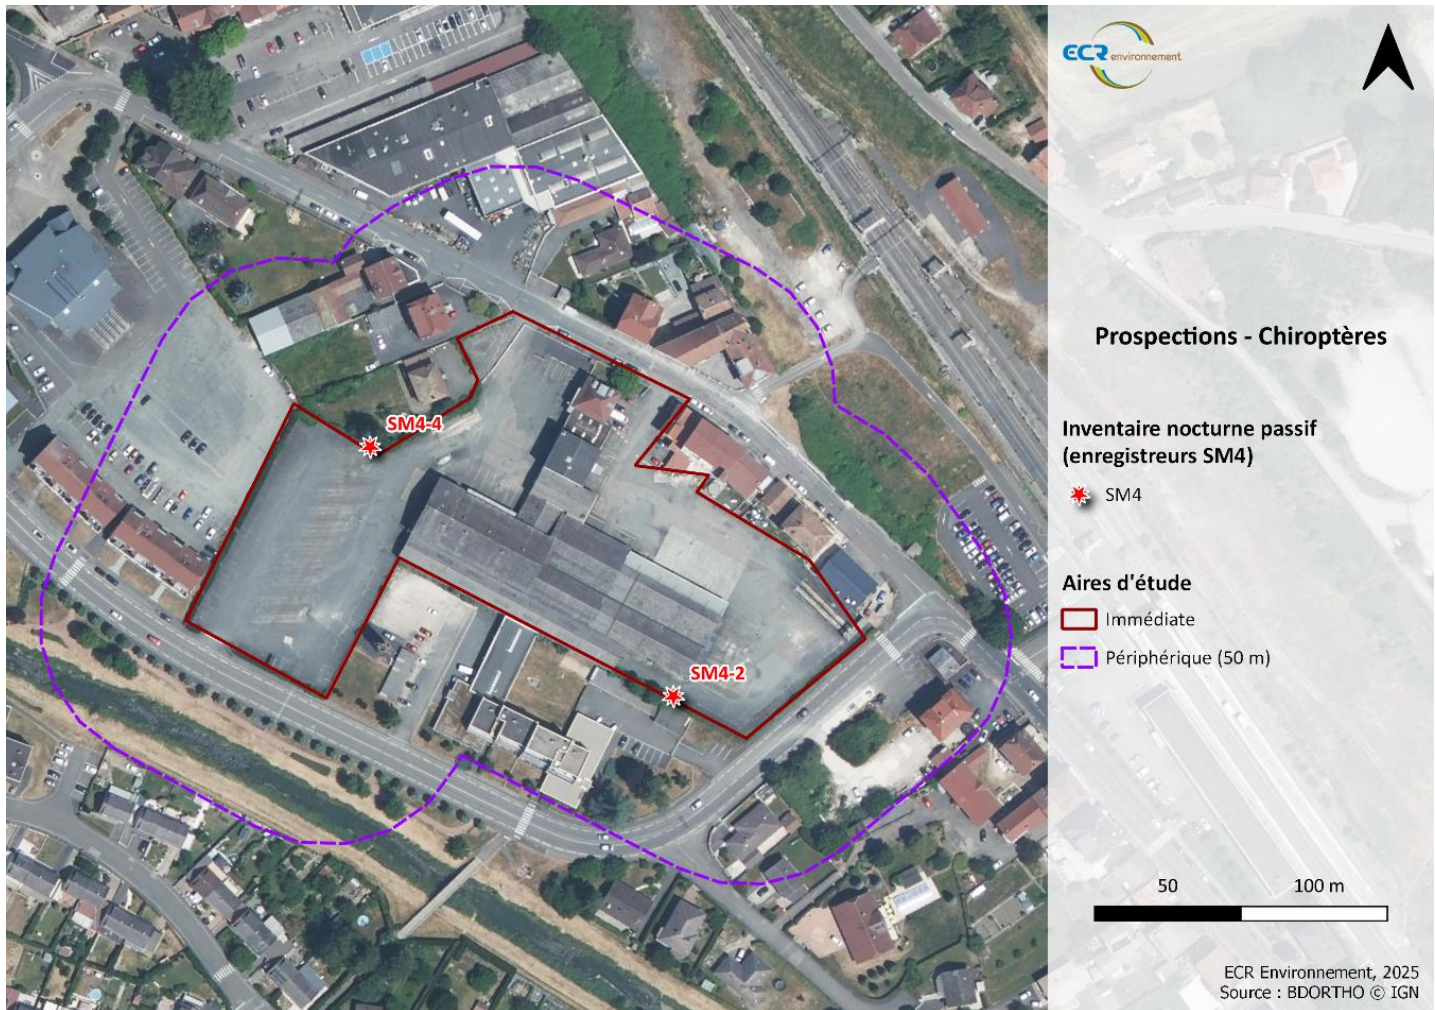 ECR environnement
Prospections - Chiroptères
Inventaire nocturne passif
(enregistreurs SM4)
SM4
Aires d'étude
Immédiate
Périphérique (50 m)
SM4-4
SM4-2
50 100 m
ECR Environnement, 2025
Source : BDORTHO © IGN